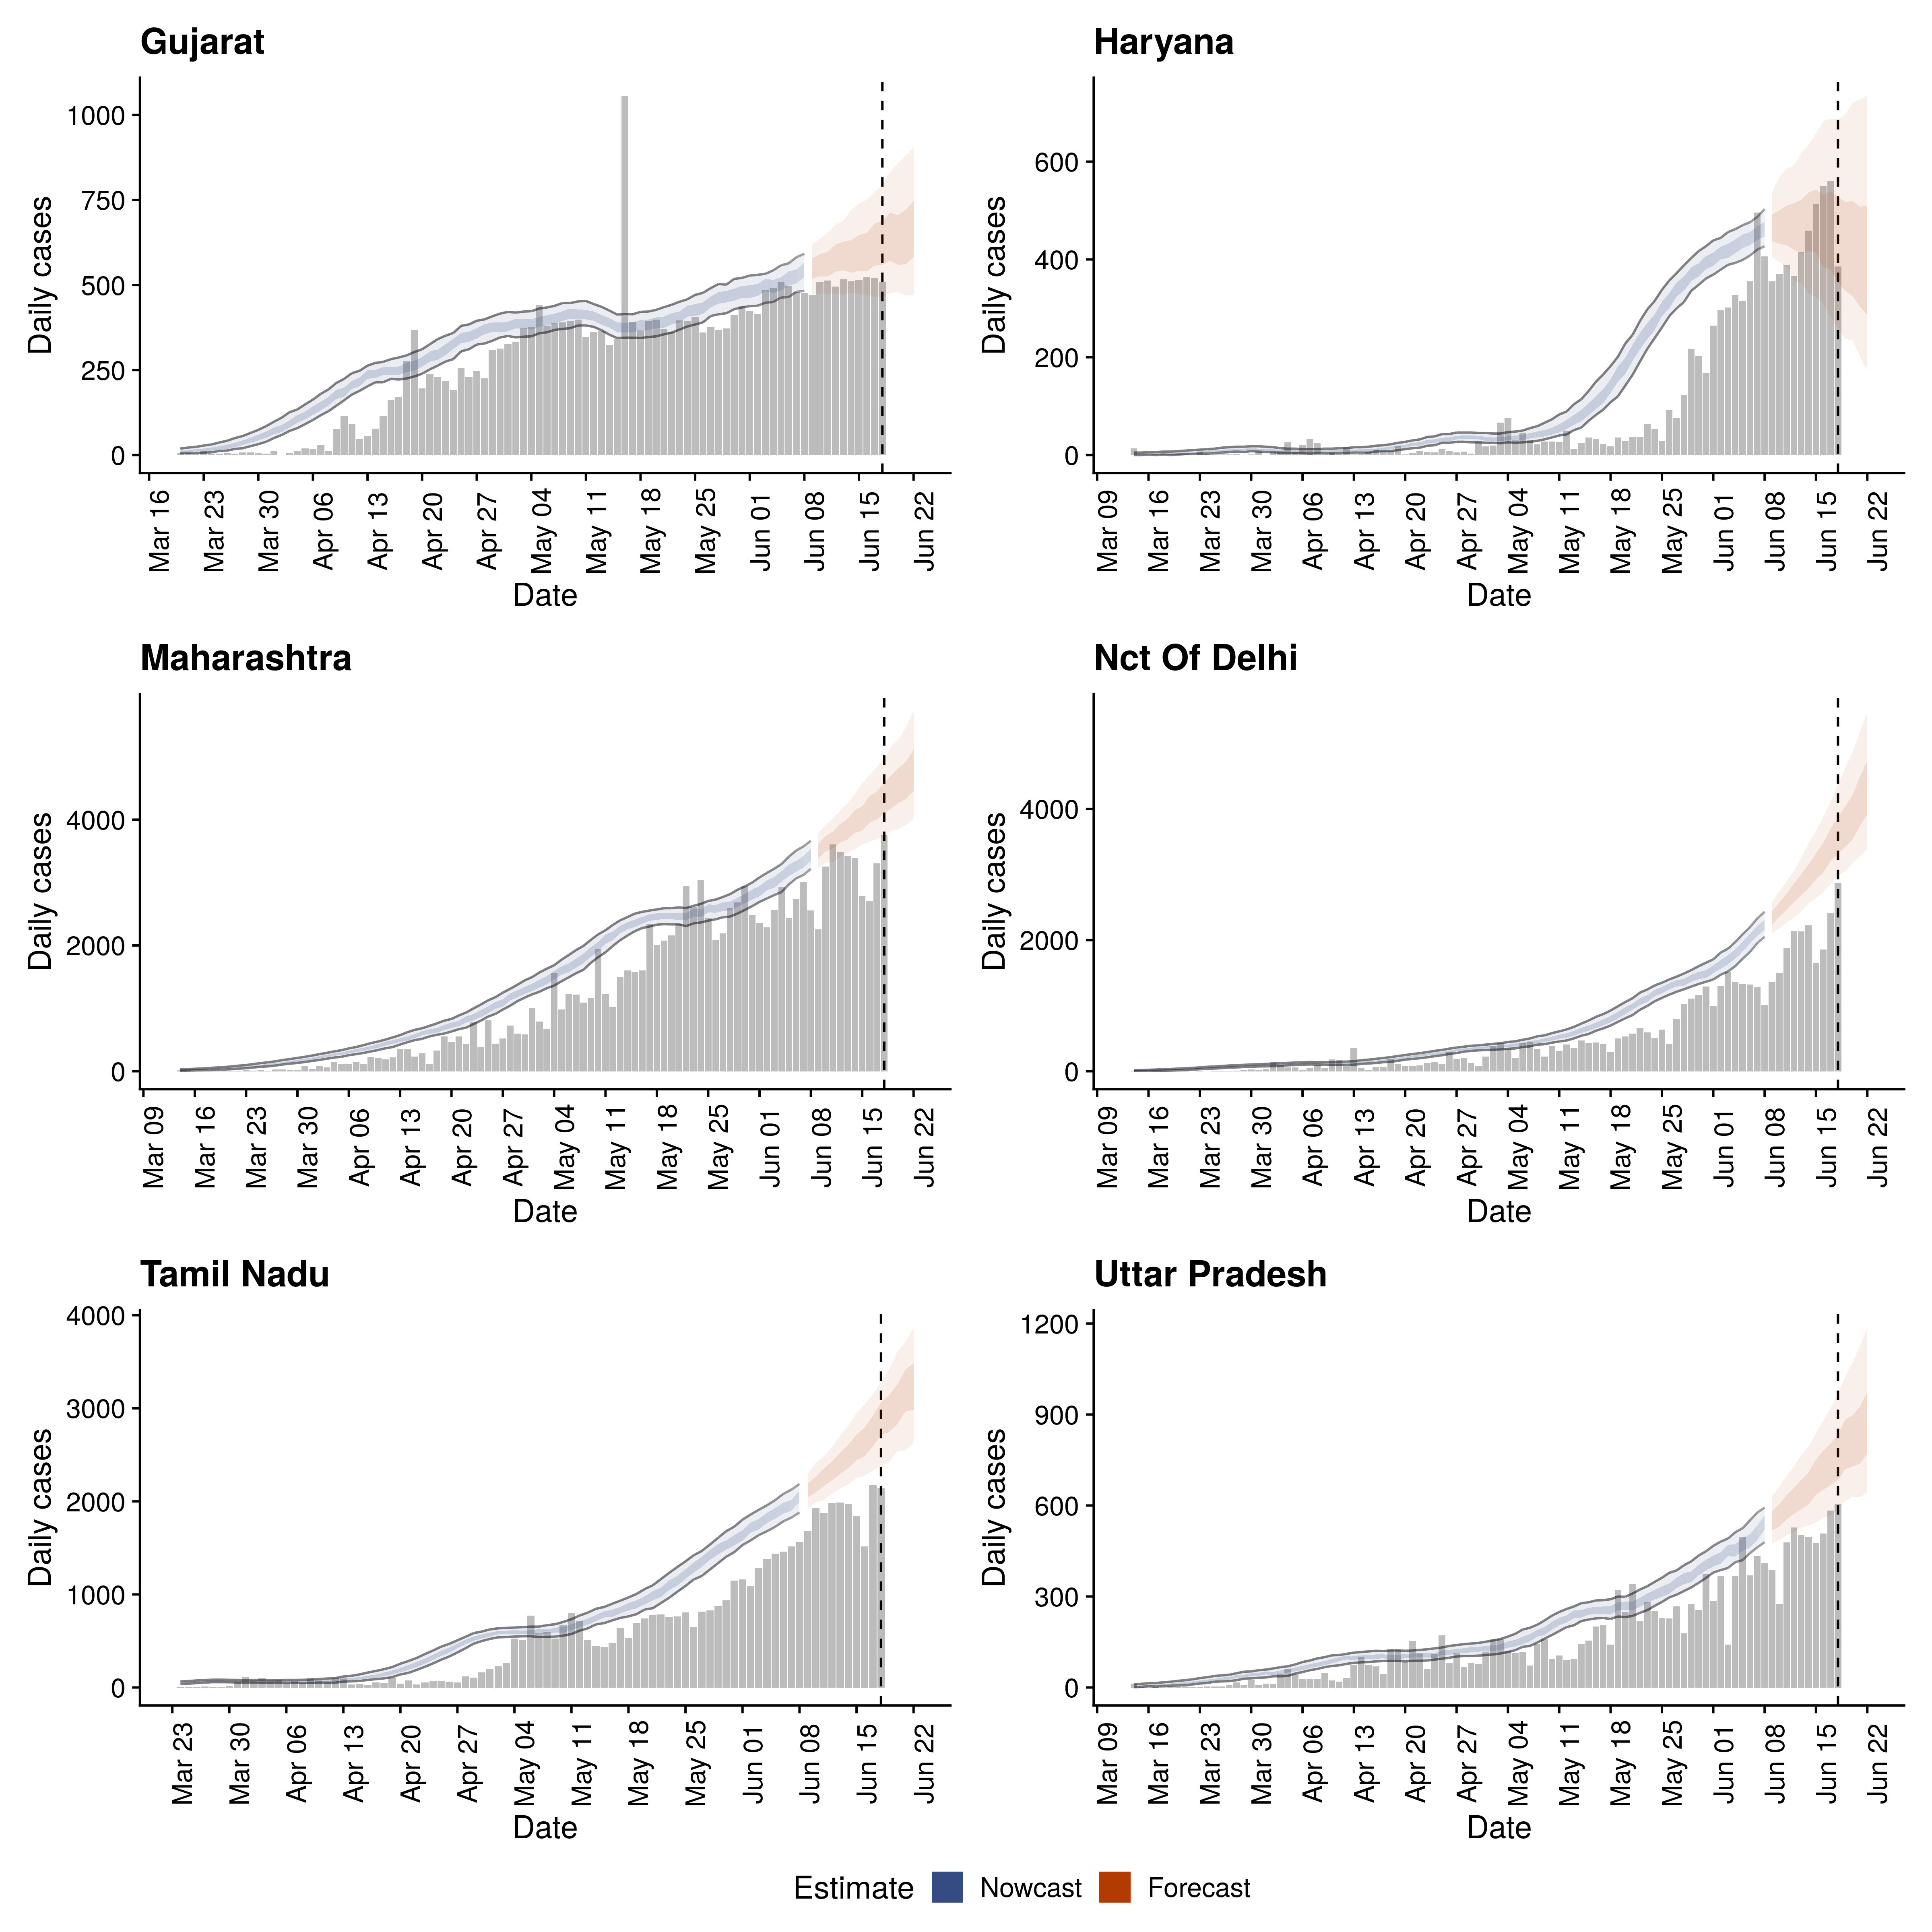 Gujarat
Daily cases
1000
750
500
250
0
Mar 16
Mar 23
Mar 30
Apr 06
Apr 13
Apr 20
Apr 27
May 04
May 11
May 18
May 25
Jun 01
Jun 08
Jun 15
Jun 22
Date
Haryana
Daily cases
600
400
200
0
Mar 09
Mar 16
Mar 23
Mar 30
Apr 06
Apr 13
Apr 20
Apr 27
May 04
May 11
May 18
May 25
Jun 01
Jun 08
Jun 15
Jun 22
Date
Maharashtra
Daily cases
4000
2000
0
Mar 09
Mar 16
Mar 23
Mar 30
Apr 06
Apr 13
Apr 20
Apr 27
May 04
May 11
May 18
May 25
Jun 01
Jun 08
Jun 15
Jun 22
Date
Nct Of Delhi
Daily cases
4000
2000
0
Mar 09
Mar 16
Mar 23
Mar 30
Apr 06
Apr 13
Apr 20
Apr 27
May 04
May 11
May 18
May 25
Jun 01
Jun 08
Jun 15
Jun 22
Date
Tamil Nadu
Daily cases
4000
3000
2000
1000
0
Mar 23
Mar 30
Apr 06
Apr 13
Apr 20
Apr 27
May 04
May 11
May 18
May 25
Jun 01
Jun 08
Jun 15
Jun 22
Date
Uttar Pradesh
Daily cases
1200
900
600
300
0
Mar 09
Mar 16
Mar 23
Mar 30
Apr 06
Apr 13
Apr 20
Apr 27
May 04
May 11
May 18
May 25
Jun 01
Jun 08
Jun 15
Jun 22
Date
Estimate Nowcast Forecast